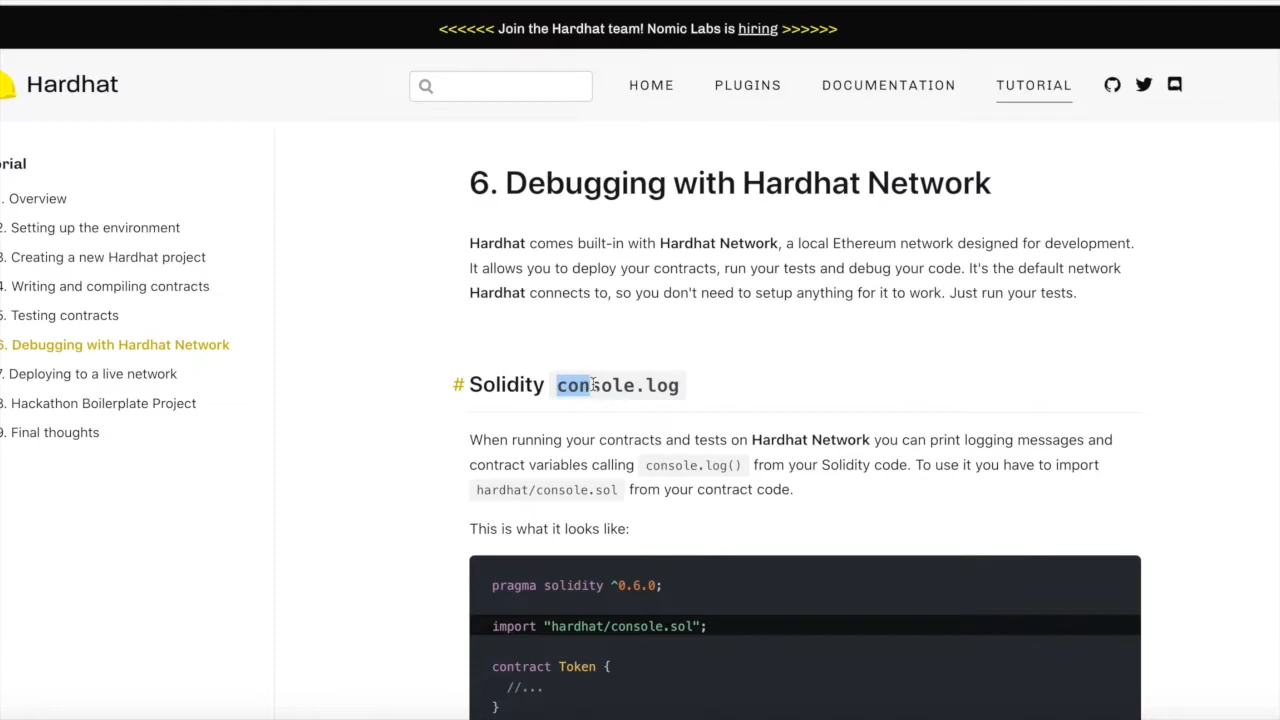 <<<<<< Join the Hardhat team! Nomic Labs is hiring >>>>>>
Hardhat
HOME
PLUGINS
DOCUMENTATION
TUTORIAL
orial
. Overview
2. Setting up the environment
3. Creating a new Hardhat project
4. Writing and compiling contracts
5. Testing contracts
6. Debugging with Hardhat Network
7. Deploying to a live network
8. Hackathon Boilerplate Project
9. Final thoughts
6. Debugging with Hardhat Network
Hardhat comes built-in with Hardhat Network, a local Ethereum network designed for development.
It allows you to deploy your contracts, run your tests and debug your code. It's the default network
Hardhat connects to, so you don't need to setup anything for it to work. Just run your tests.
# Solidity console.log
When running your contracts and tests on Hardhat Network you can print logging messages and
contract variables calling console.log() from your Solidity code. To use it you have to import
hardhat/console.sol from your contract code.
This is what it looks like:
pragma solidity ^0.6.0;
import "hardhat/console.sol";
contract Token {
//...
}